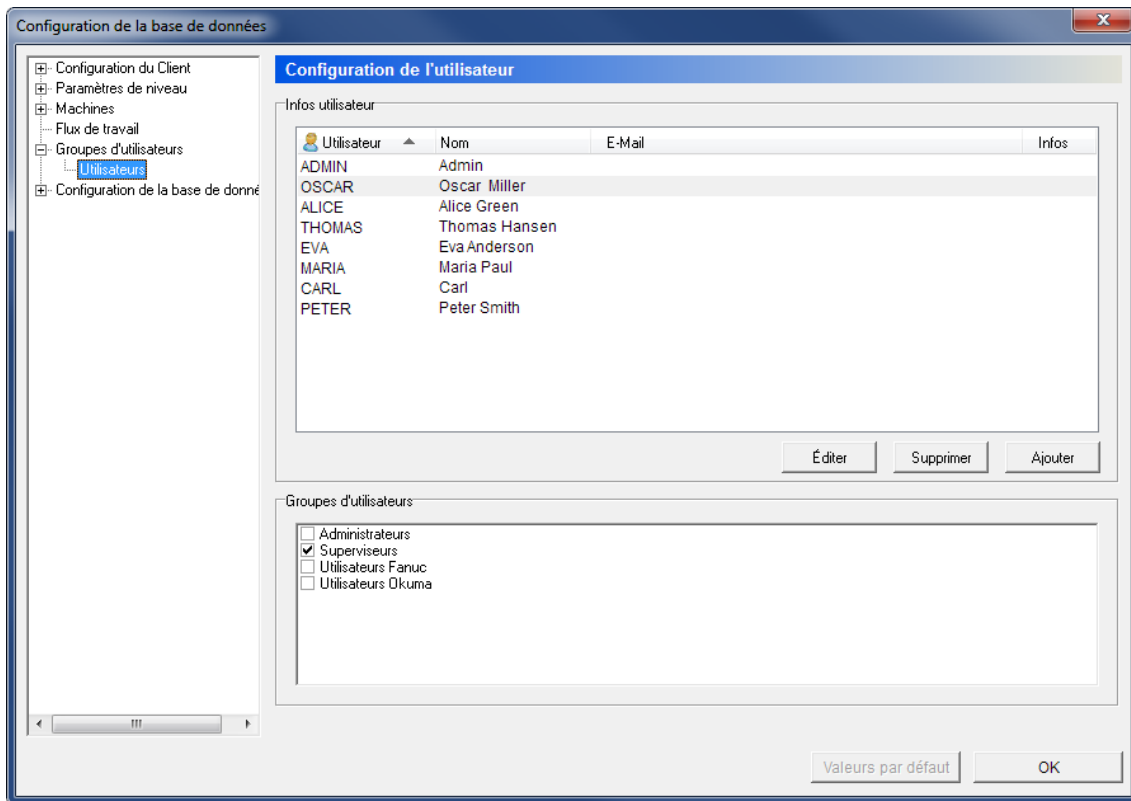 Configuration de la base de données
Configuration du Client
Paramètres de niveau
Machines
Flux de travail
Groupes d'utilisateurs
Utilisateurs
Configuration de la base de donné
Configuration de l'utilisateur
Infos utilisateur
Utilisateur Nom E-Mail Infos
ADMIN Admin
OSCAR Oscar Miller
ALICE Alice Green
THOMAS Thomas Hansen
EVA Eva Anderson
MARIA Maria Paul
CARL Carl
PETER Peter Smith
Éditer Supprimer Ajouter
Groupes d'utilisateurs
Administrateurs
Superviseurs
Utilisateurs Fanuc
Utilisateurs Okuma
Valeurs par défaut OK